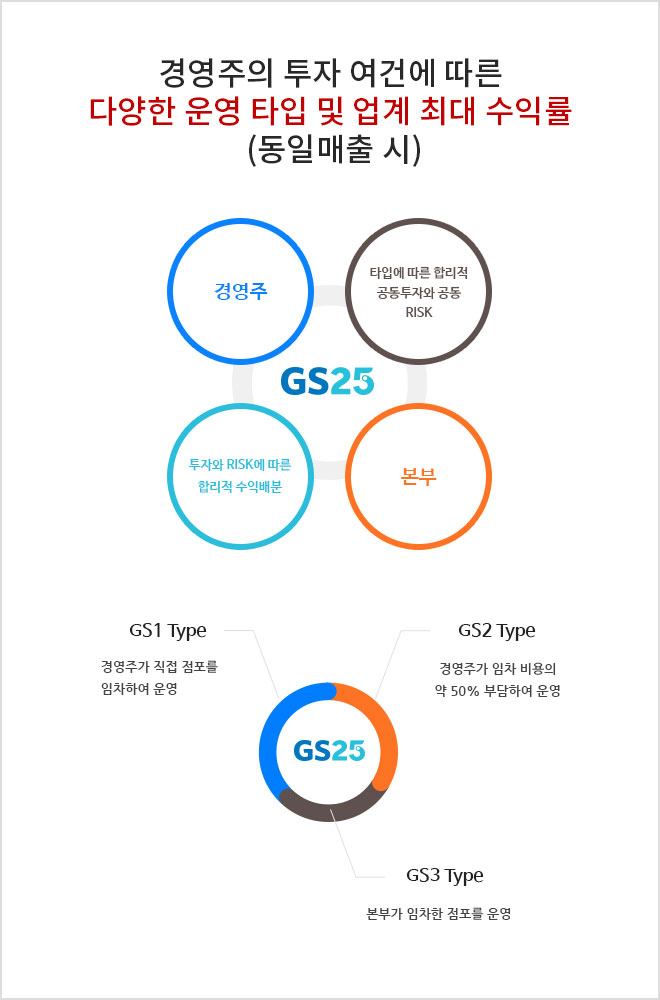 경영주의 투자 여건에 따른
다양한 운영 타입 및 업계 최대 수익률
(동일매출 시)
경영주
타입에 따른 합리적
공동투자와 공동
RISK
GS25
투자와 RISK에 따른
합리적 수익배분
본부
GS1 Type
경영주가 직접 점포를
임차하여 운영
GS2 Type
경영주가 임차 비용의
약 50% 부담하여 운영
GS25
GS3 Type
본부가 임차한 점포를 운영